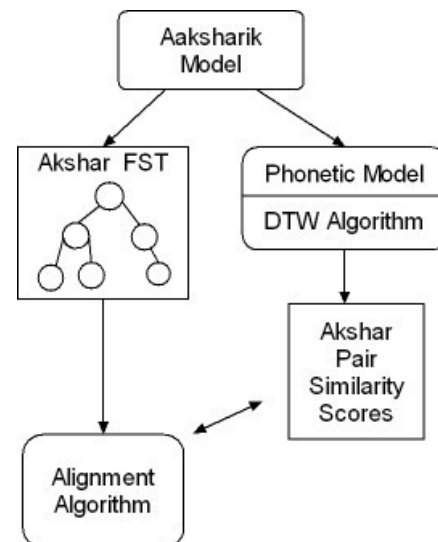 Aaksharik
Model
Akshar FST
Phonetic Model
DTW Algorithm
Akshar
Pair
Similarity
Scores
Alignment
Algorithm